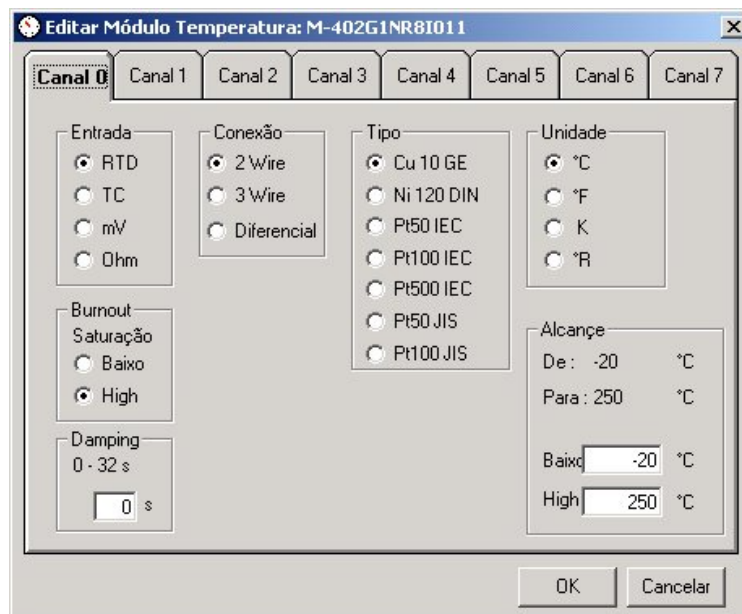 Editar Módulo Temperatura: M-402G1NR8I011
Canal 0 Canal 1 Canal 2 Canal 3 Canal 4 Canal 5 Canal 6 Canal 7
Entrada
RTD
TC
mV
Ohm
Conexão
2 Wire
3 Wire
Diferencial
Tipo
Cu 10 GE
Ni 120 DIN
Pt50 IEC
Pt100 IEC
Pt500 IEC
Pt50 JIS
Pt100 JIS
Unidade
°C
°F
K
°R
Burnout
Saturação
Baixo
High
Damping
0 - 32 s
0 s
Alcançe
De : -20 °C
Para : 250 °C
Baixo -20 °C
High 250 °C
OK Cancelar